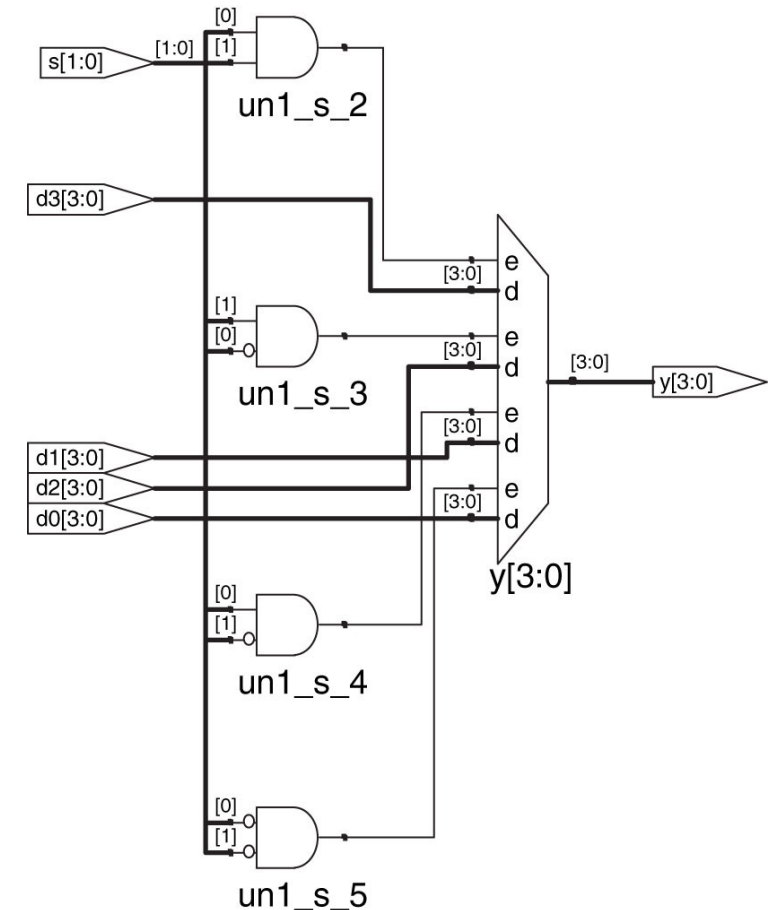 [0]
s[1:0]
[1:0]
[1]
un1_s_2
d3[3:0]
e
[3:0]
d
[1]
[0]
un1_s_3
e
[3:0]
d
[3:0]
y[3:0]
e
[3:0]
d
d1[3:0]
d2[3:0]
d0[3:0]
e
[3:0]
d
y[3:0]
[0]
[1]
un1_s_4
[0]
[1]
un1_s_5